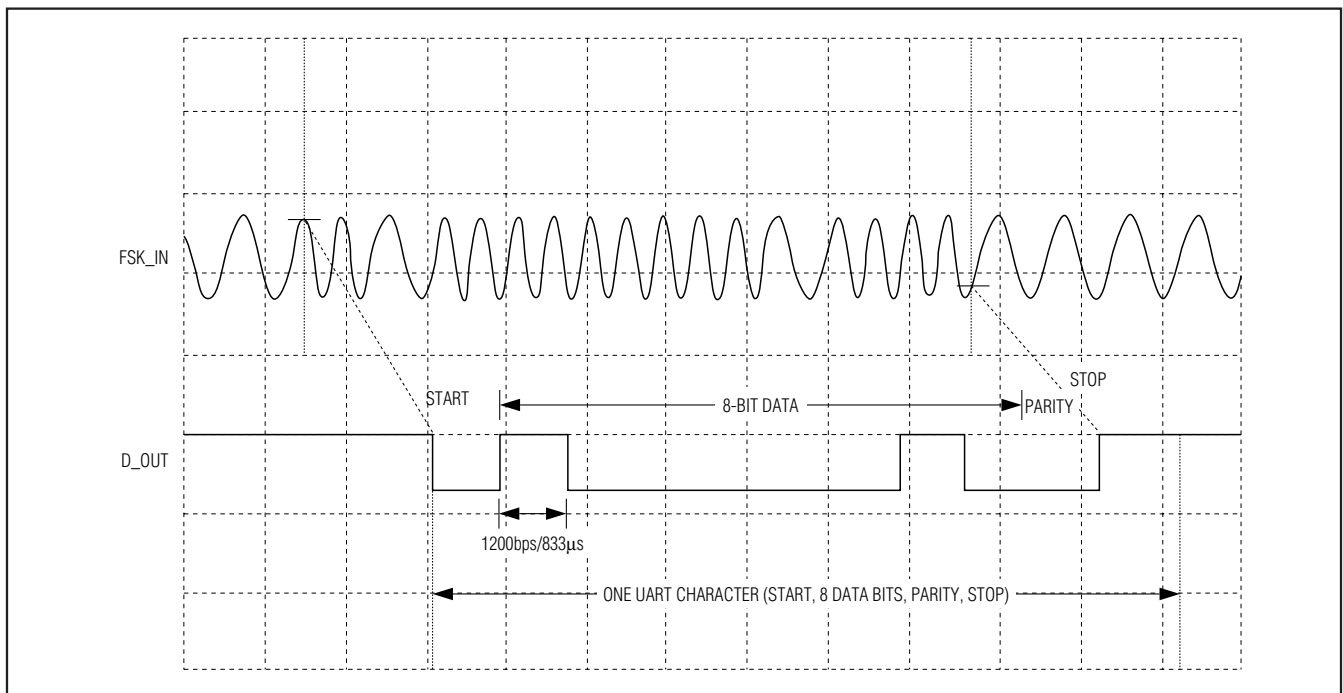 FSK_IN
START
STOP
8-BIT DATA
PARITY
D_OUT
1200bps/833µs
ONE UART CHARACTER (START, 8 DATA BITS, PARITY, STOP)